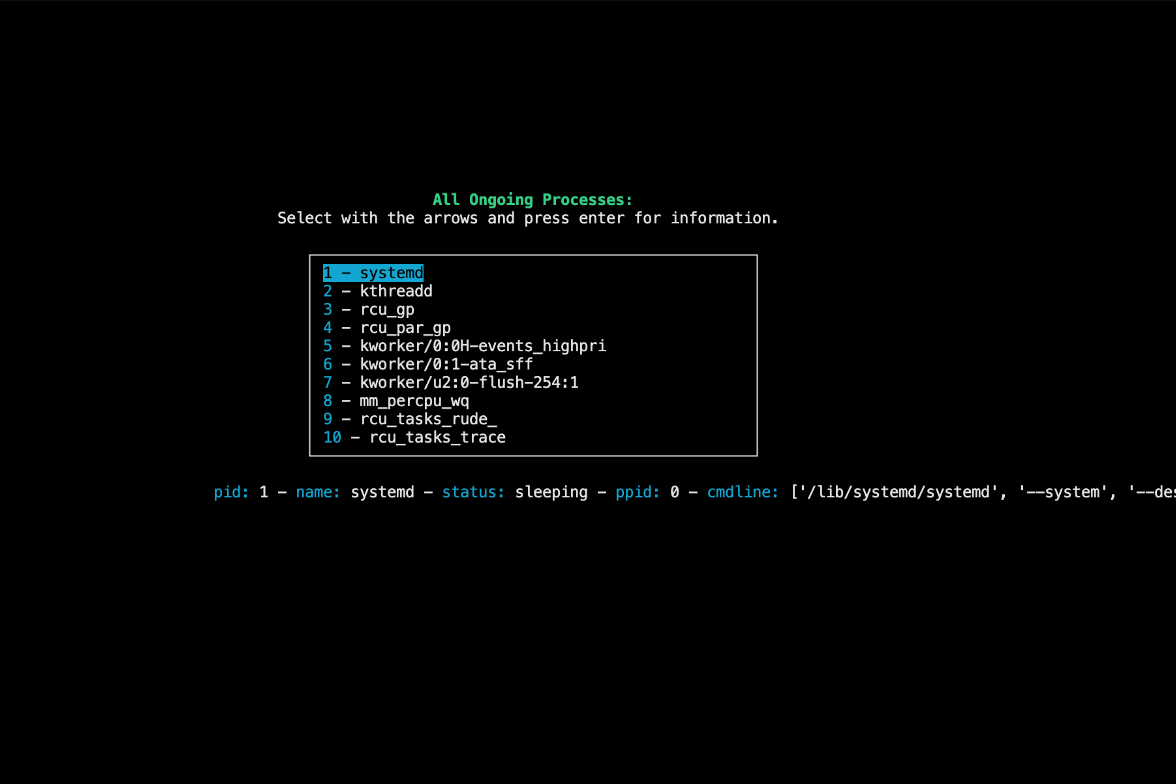 All Ongoing Processes:
Select with the arrows and press enter for information.
1 - systemd
2 - kthreadd
3 - rcu_gp
4 - rcu_par_gp
5 - kworker/0:0H-events_highpri
6 - kworker/0:1-ata_sff
7 - kworker/u2:0-flush-254:1
8 - mm_percpu_wq
9 - rcu_tasks_rude_
10 - rcu_tasks_trace
pid: 1 - name: systemd - status: sleeping - ppid: 0 - cmdline: ['/lib/systemd/systemd', '--system', '--des